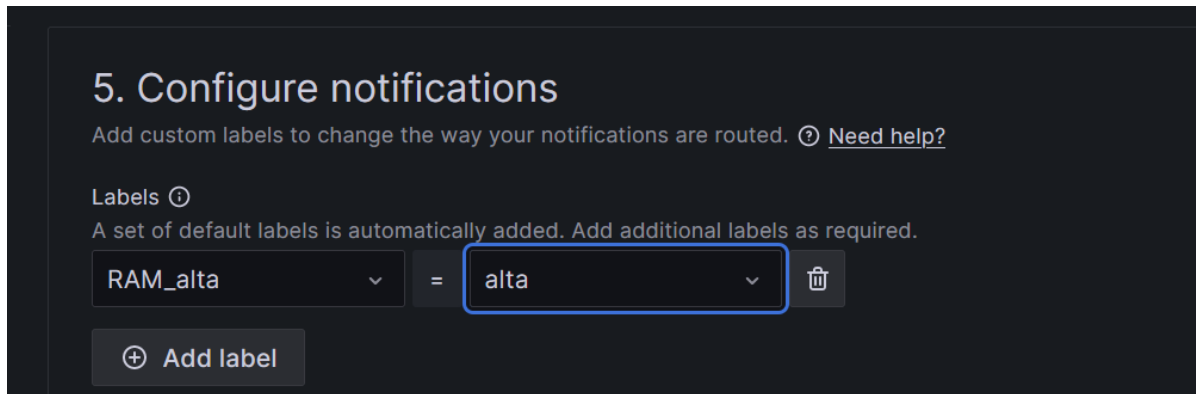 5. Configure notifications
Add custom labels to change the way your notifications are routed. Need help?
Labels
A set of default labels is automatically added. Add additional labels as required.
RAM_alta = alta
Add label